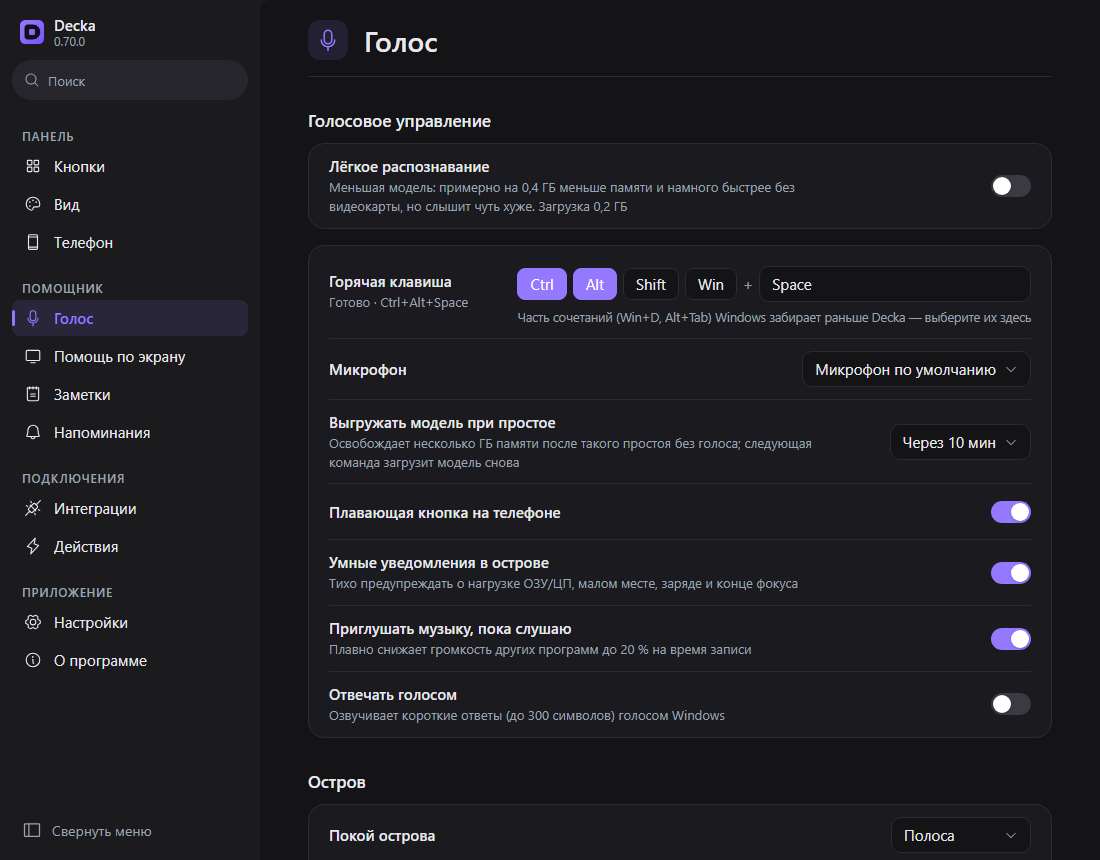 Decka
0.70.0
Поиск
ПАНЕЛЬ
Кнопки
Вид
Телефон
ПОМОЩНИК
Голос
Помощь по экрану
Заметки
Напоминания
ПОДКЛЮЧЕНИЯ
Интеграции
Действия
ПРИЛОЖЕНИЕ
Настройки
О программе
Свернуть меню
Голос
Голосовое управление
Лёгкое распознавание
Меньшая модель: примерно на 0,4 ГБ меньше памяти и намного быстрее без
видеокарты, но слышит чуть хуже. Загрузка 0,2 ГБ
Горячая клавиша
Готово · Ctrl+Alt+Space
Ctrl Alt Shift Win + Space
Часть сочетаний (Win+D, Alt+Tab) Windows забирает раньше Decka — выберите их здесь
Микрофон
Микрофон по умолчанию
Выгружать модель при простое
Освобождает несколько ГБ памяти после такого простоя без голоса; следующая
команда загрузит модель снова
Через 10 мин
Плавающая кнопка на телефоне
Умные уведомления в острове
Тихо предупреждать о нагрузке ОЗУ/ЦП, малом месте, заряде и конце фокуса
Приглушать музыку, пока слушаю
Плавно снижает громкость других программ до 20 % на время записи
Отвечать голосом
Озвучивает короткие ответы (до 300 символов) голосом Windows
Остров
Покой острова
Полоса